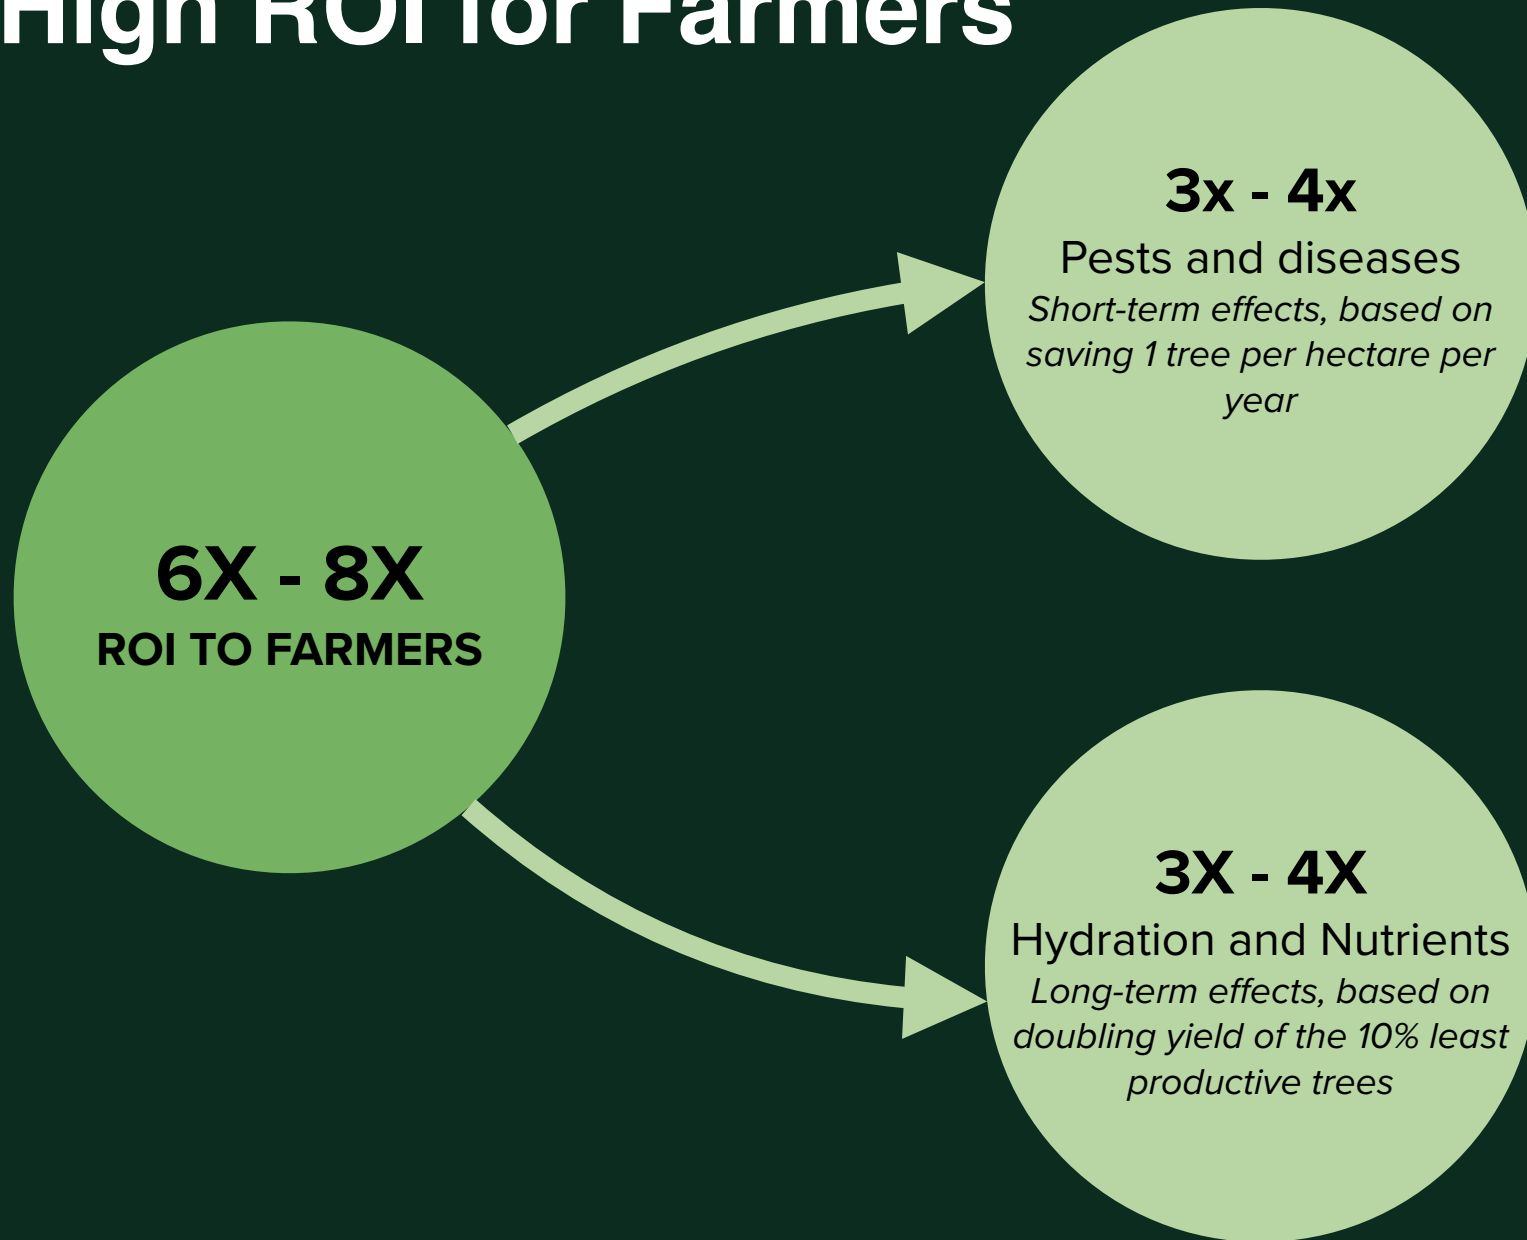 High ROI for Farmers
3x - 4x
Pests and diseases
Short-term effects, based on
saving 1 tree per hectare per
year
6X - 8X
ROI TO FARMERS
3X - 4X
Hydration and Nutrients
Long-term effects, based on
doubling yield of the 10% least
productive trees